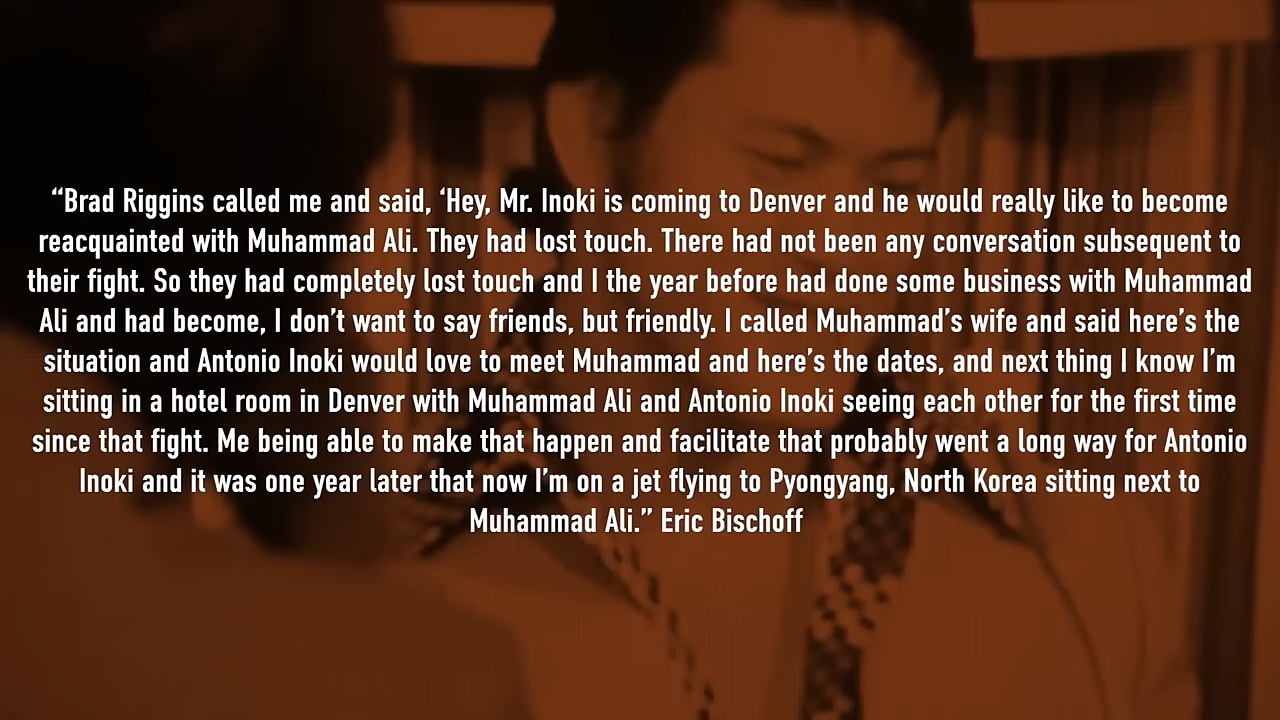 “Brad Riggins called me and said, ‘Hey, Mr. Inoki is coming to Denver and he would really like to become
reacquainted with Muhammad Ali. They had lost touch. There had not been any conversation subsequent to
their fight. So they had completely lost touch and I the year before had done some business with Muhammad
Ali and had become, I don’t want to say friends, but friendly. I called Muhammad’s wife and said here’s the
situation and Antonio Inoki would love to meet Muhammad and here’s the dates, and next thing I know I’m
sitting in a hotel room in Denver with Muhammad Ali and Antonio Inoki seeing each other for the first time
since that fight. Me being able to make that happen and facilitate that probably went a long way for Antonio
Inoki and it was one year later that now I’m on a jet flying to Pyongyang, North Korea sitting next to
Muhammad Ali.” Eric Bischoff